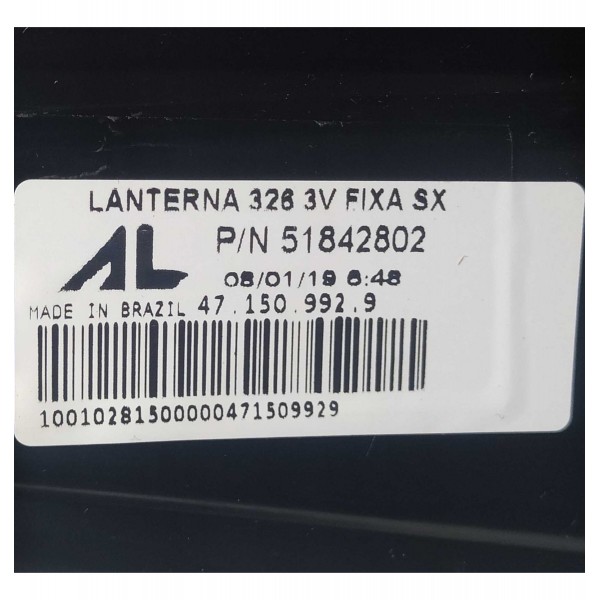 LANTERNA 326 3V FIXA SX
AL P/N 51842802
08/01/19 6:48
MADE IN BRAZIL 47.150.992.9
10010281500000471509929